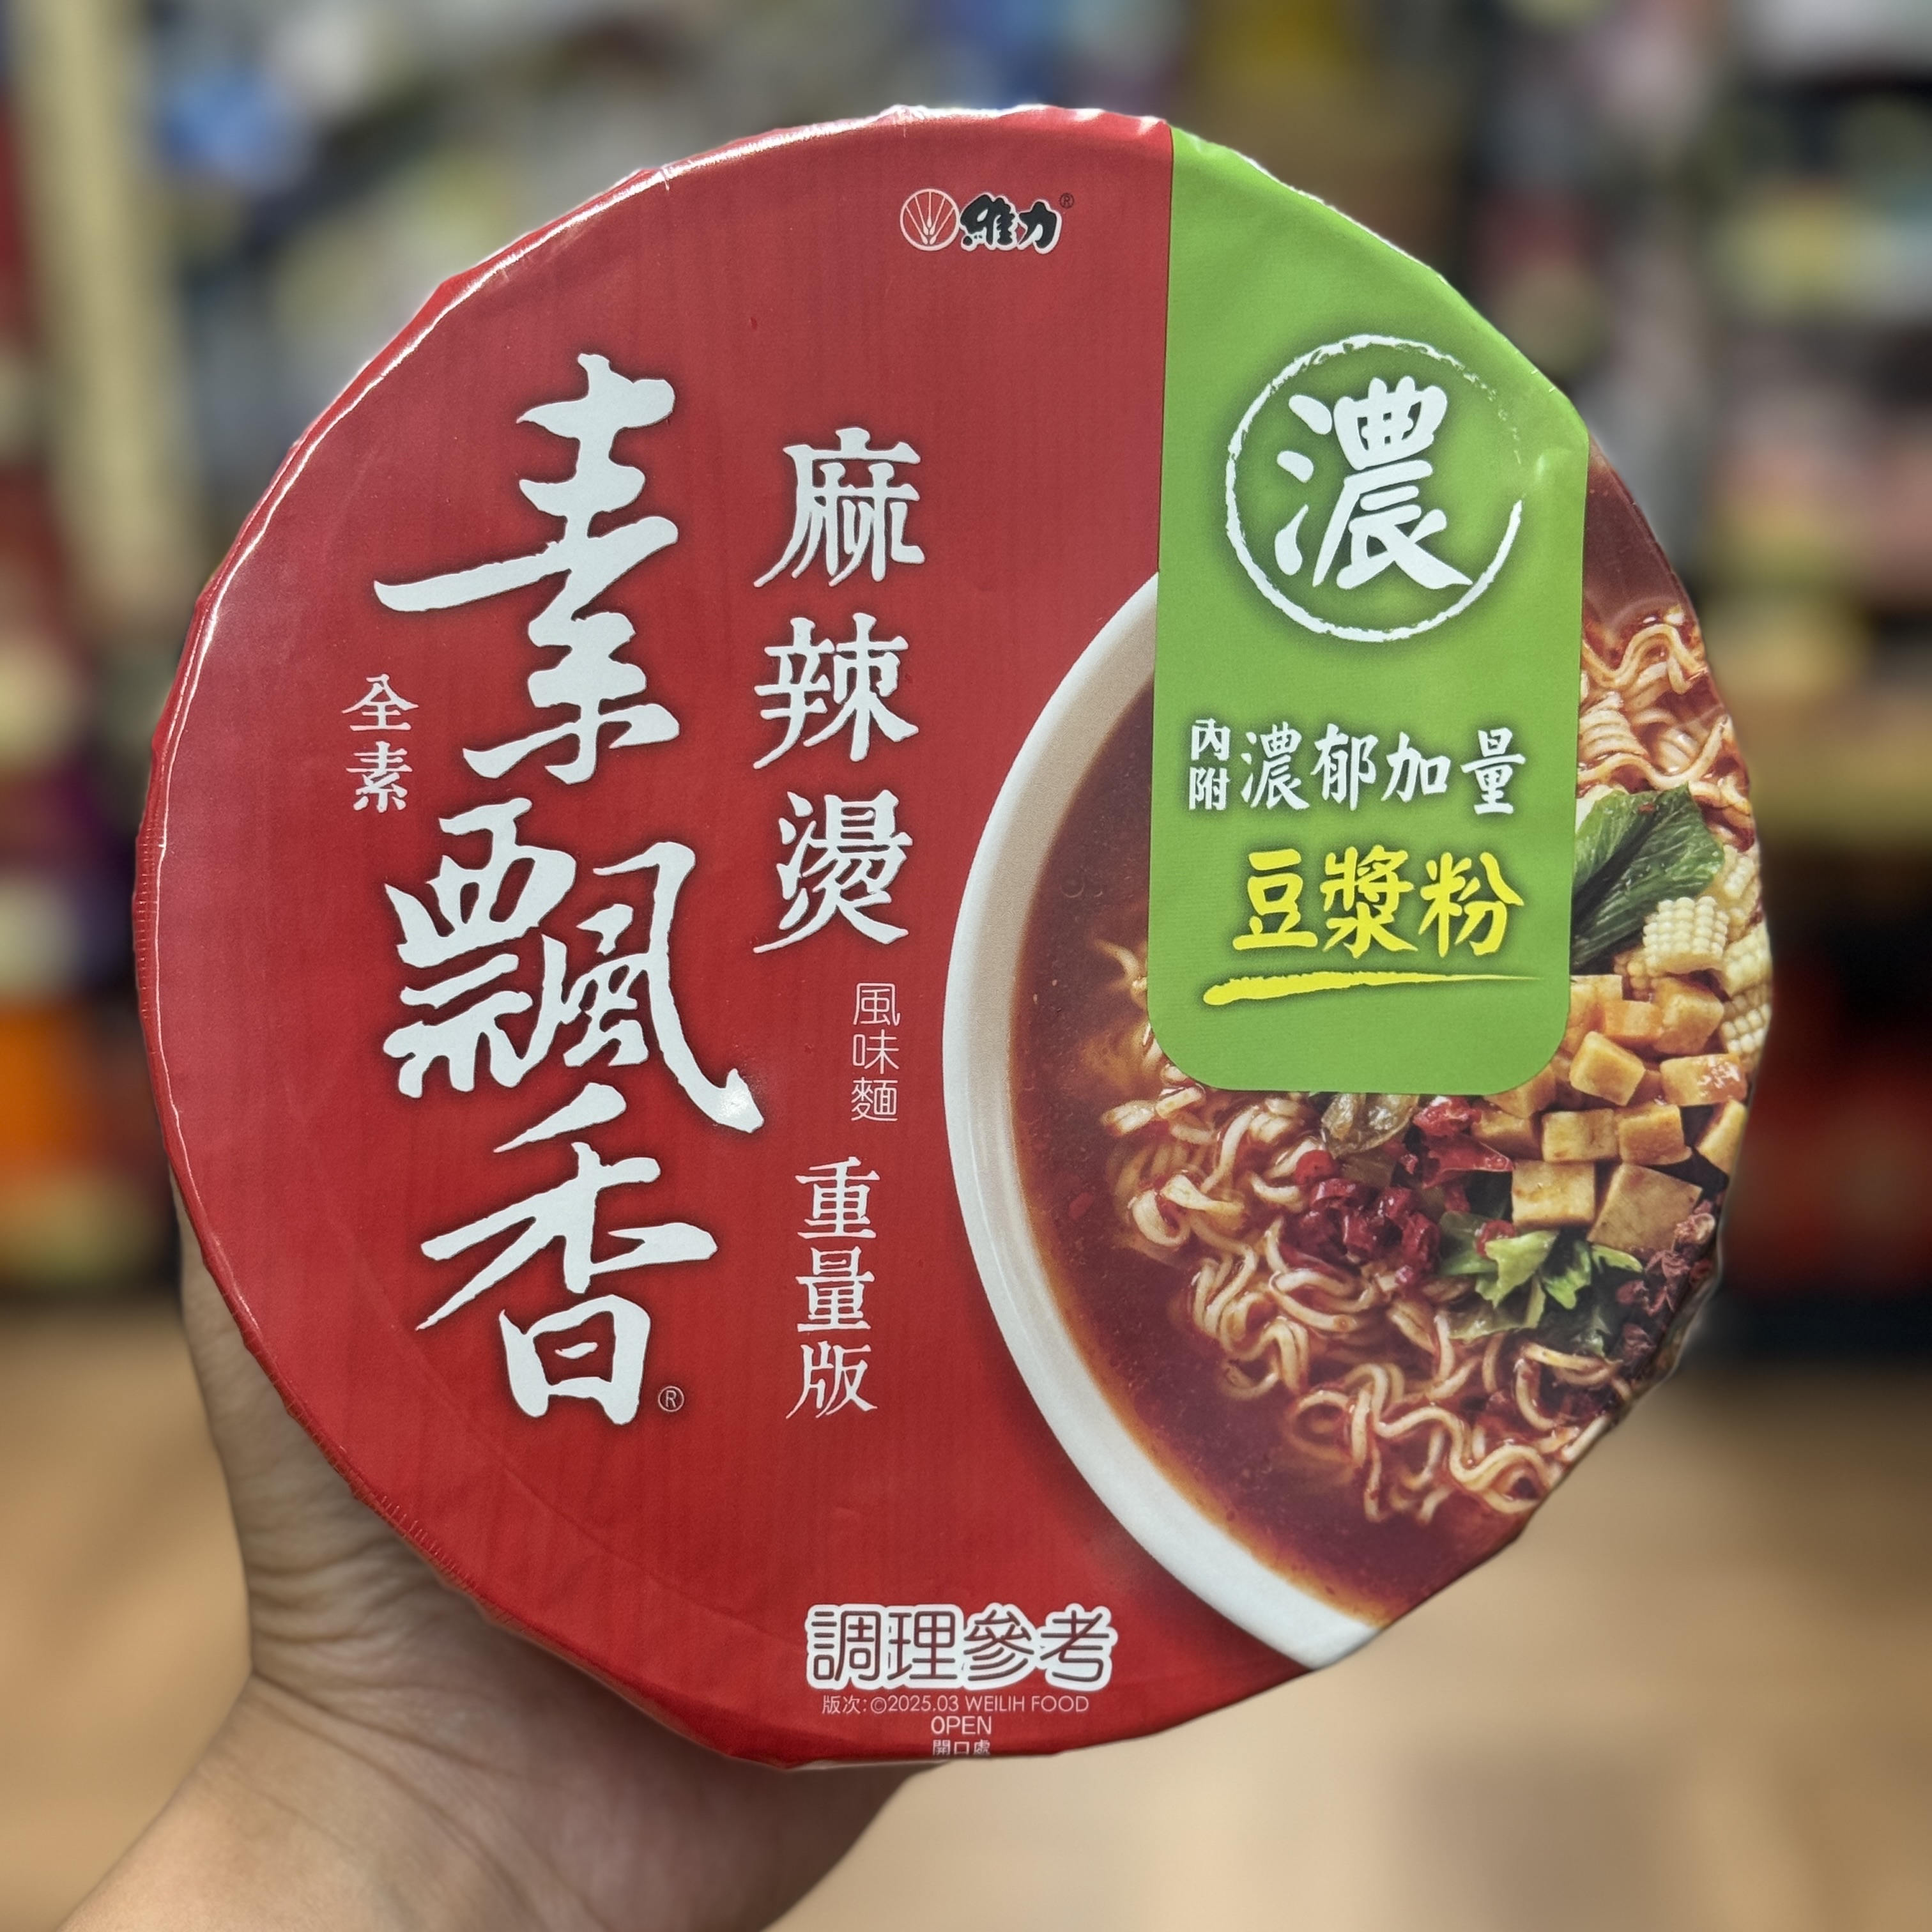 維力®
素飄香®
全素
麻辣燙
風味麵
重量版
濃
內附濃郁加量
豆漿粉
調理參考
版次:©2025.03 WEILIH FOOD
OPEN
開口處